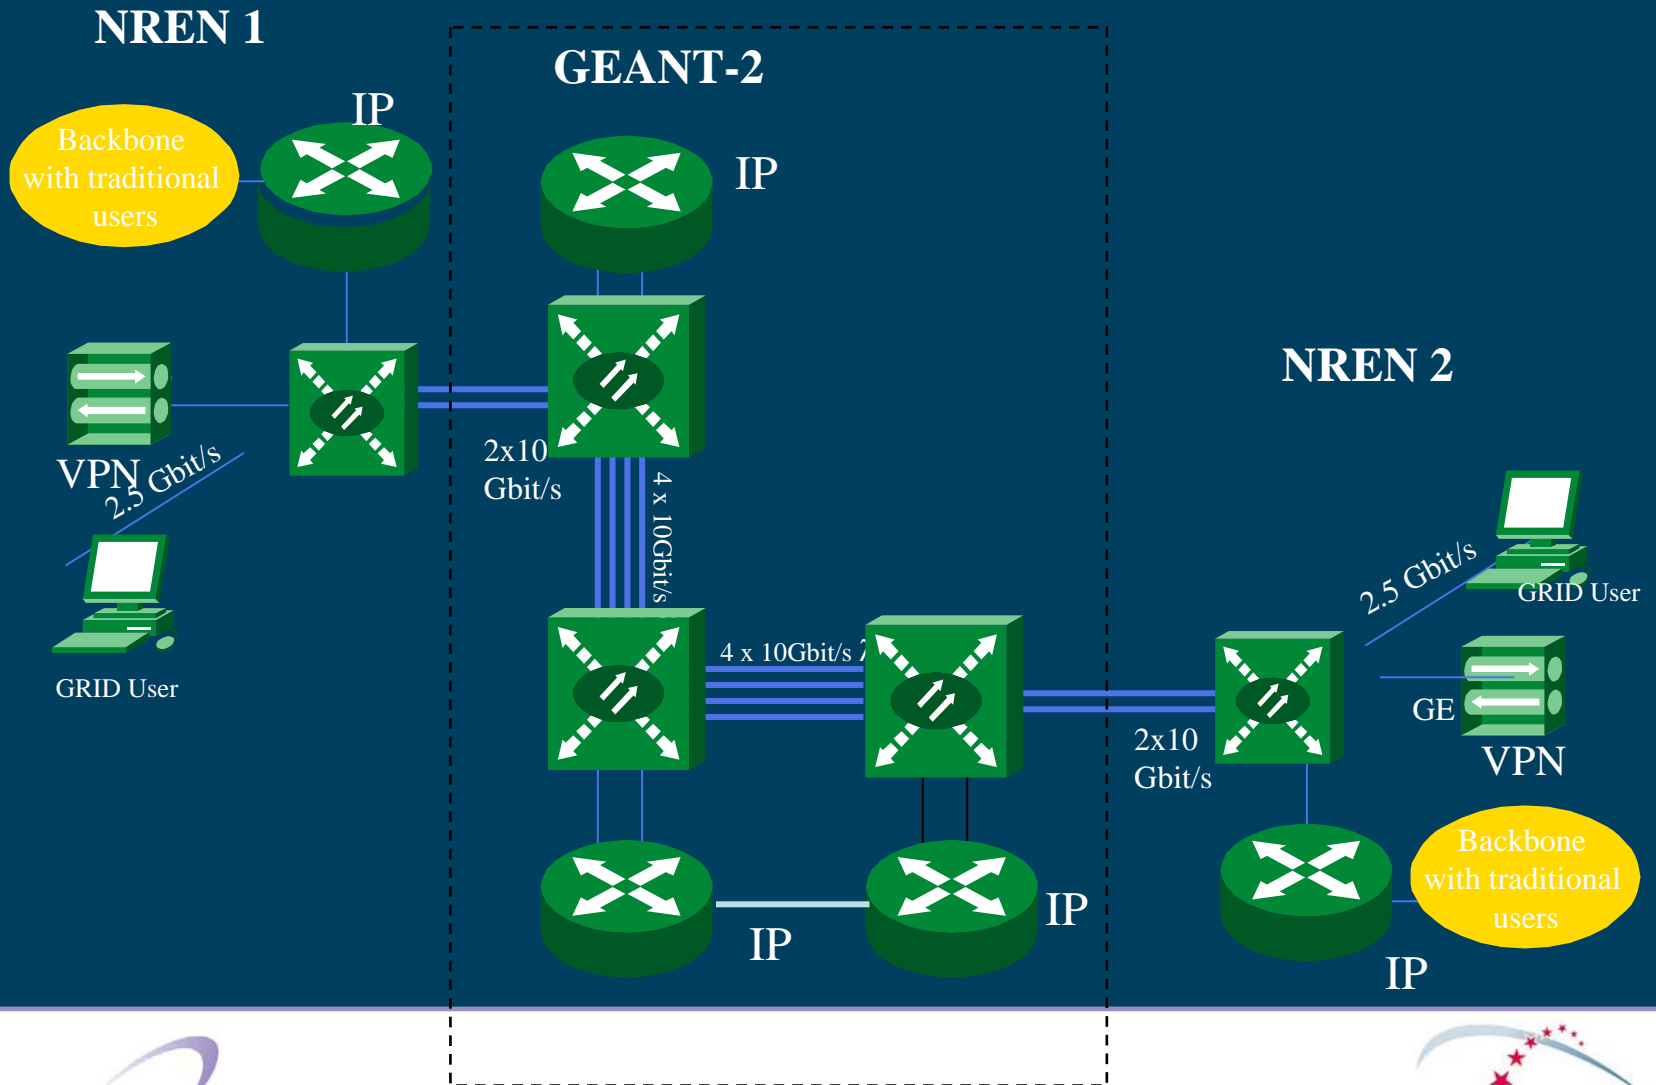 NREN 1
GEANT-2
IP
Backbone
with traditional
users
IP
NREN 2
2x10
Gbit/s
VPN
2.5 Gbit/s
4 x 10Gbit/s
GRID User
4 x 10Gbit/s
2.5 Gbit/s
GRID User
GE
VPN
2x10
Gbit/s
Backbone
with traditional
users
IP
IP
IP